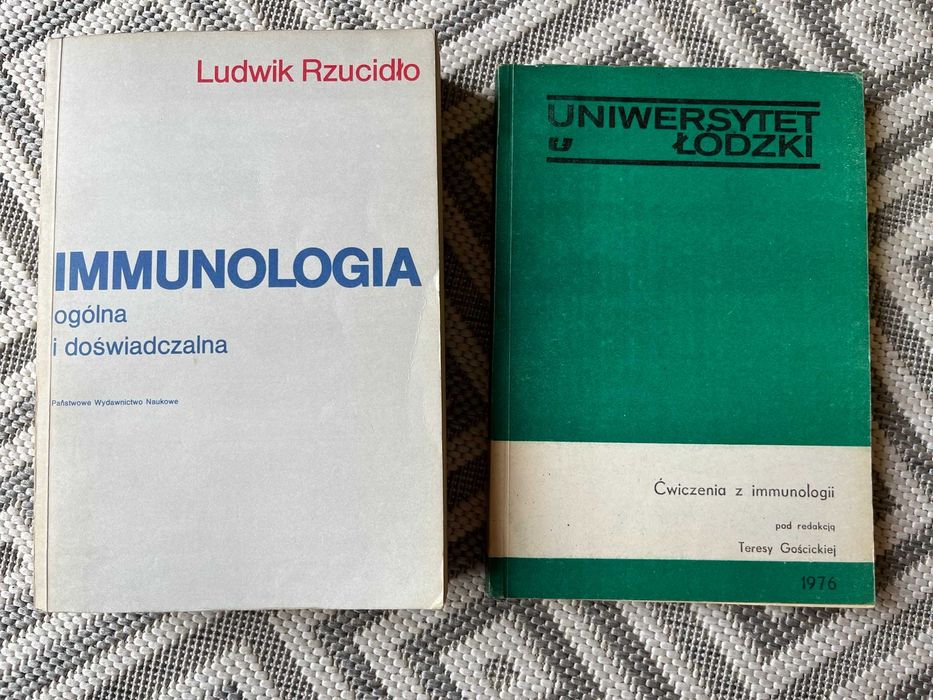 Ludwik Rzucidło
IMMUNOLOGIA
ogólna
i doświadczalna
Państwowe Wydawnictwo Naukowe
UNIWERSYTET
ŁÓDZKI
Ćwiczenia z immunologii
pod redakcją
Teresy Gościckiej
1976